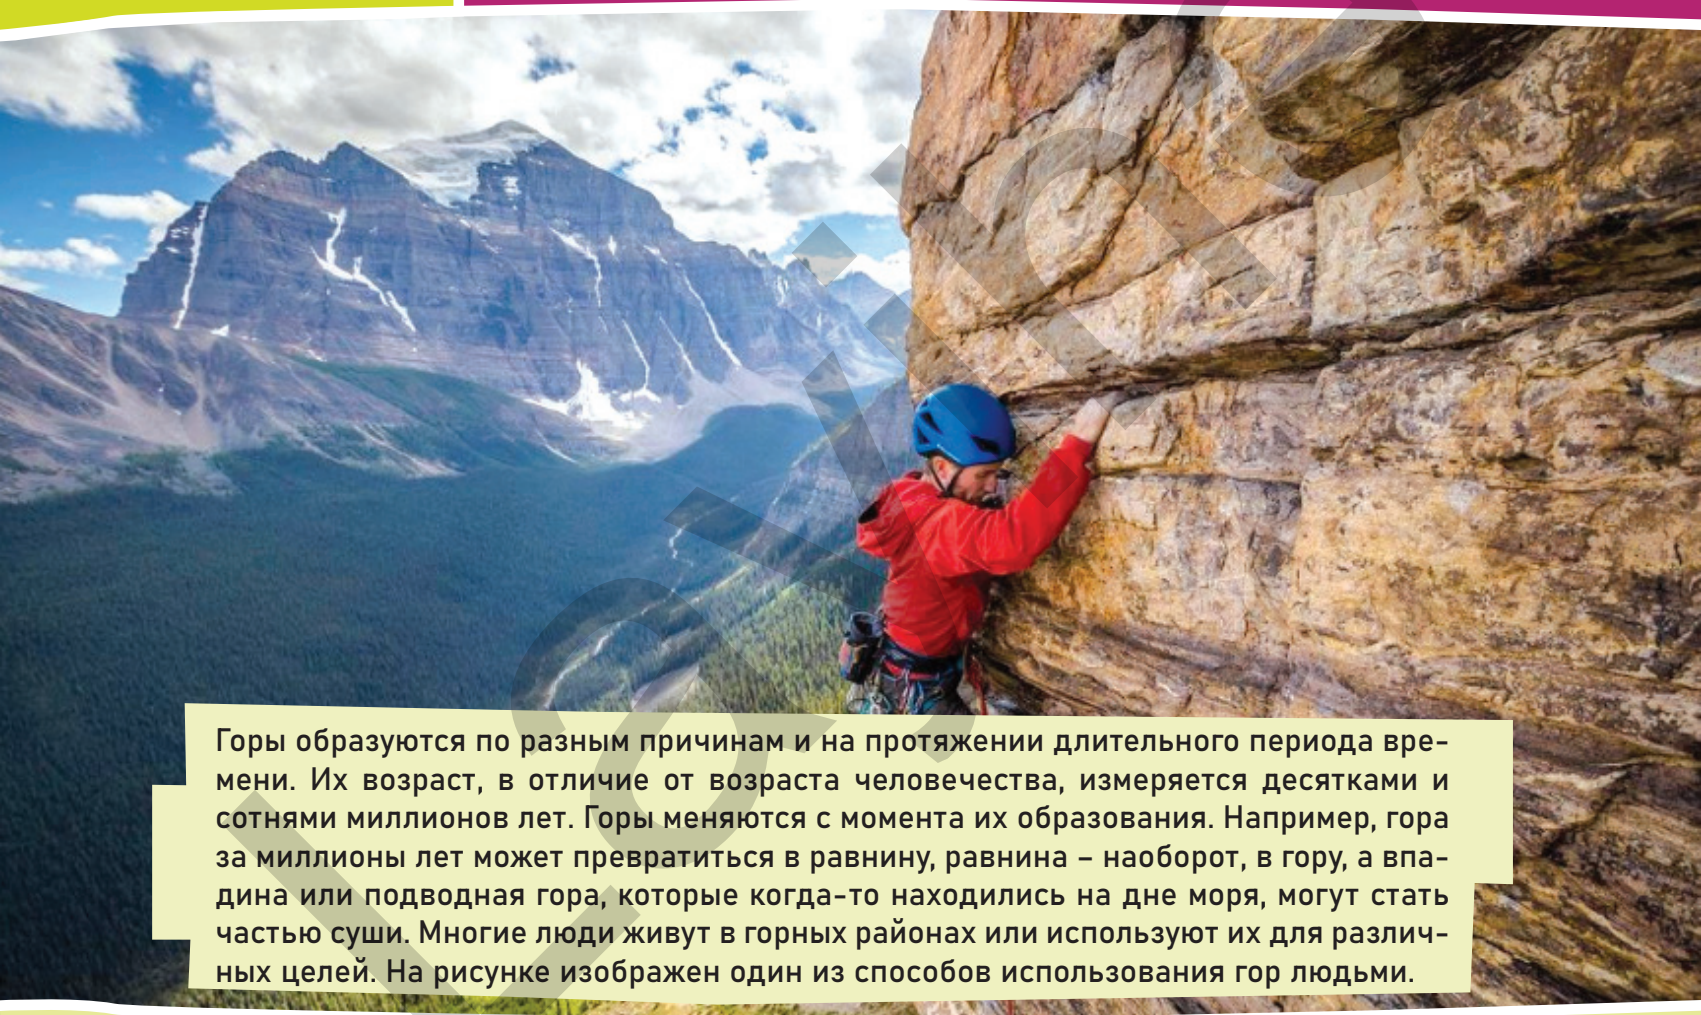 Горы образуются по разным причинам и на протяжении длительного периода вре-
мени. Их возраст, в отличие от возраста человечества, измеряется десятками и
сотнями миллионов лет. Горы меняются с момента их образования. Например, гора
за миллионы лет может превратиться в равнину, равнина – наоборот, в гору, а впа-
дина или подводная гора, которые когда-то находились на дне моря, могут стать
частью суши. Многие люди живут в горных районах или используют их для различ-
ных целей. На рисунке изображен один из способов использования гор людьми.